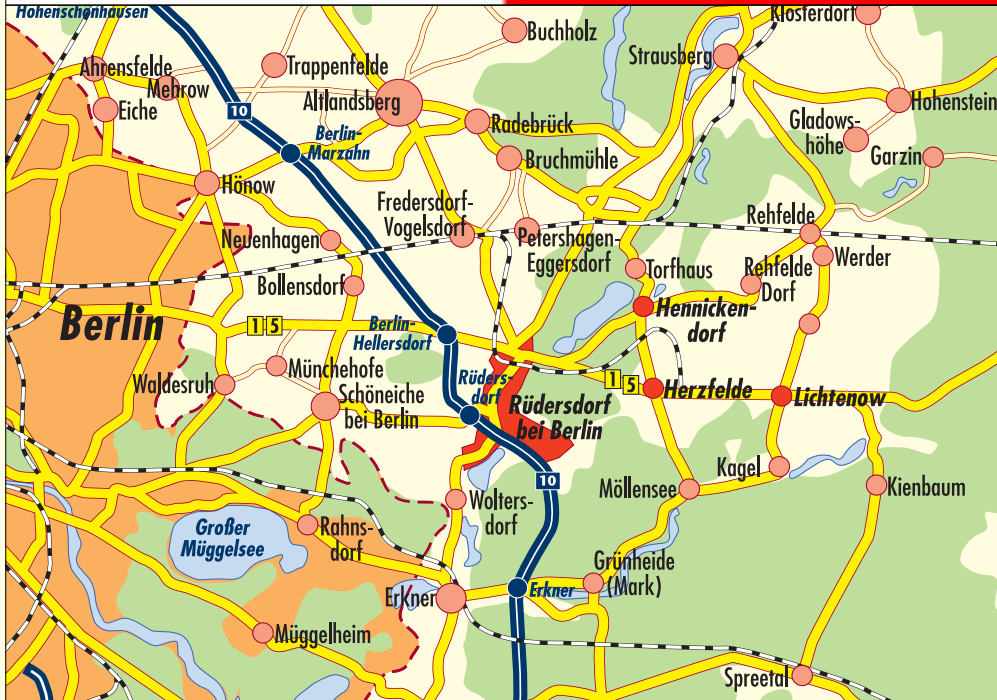 Hohenschönhausen
Buchholz
Klosterdorf
Ahrensfelde
Mehrow
Trappenfelde
Strausberg
Eiche
10
Altlandsberg
Hohenstein
Radebrück
Gladows-
höhe
Berlin-
Marzahn
Bruchmühle
Garzin
Hönow
Fredersdorf-
Vogelsdorf
Rehfelde
Neuenhagen
Petershagen-
Eggersdorf
Werder
Torfhaus
Rehfelde
Dorf
Bollensdorf
Hennicken-
dorf
Berlin
1 5
Berlin-
Hellersdorf
Münchehofe
Waldesruh
Rüders-
dorf
1 5
Herzfelde
Lichtenow
Schöneiche
bei Berlin
Rüdersdorf
bei Berlin
Kagel
10
Möllensee
Kienbaum
Wolters-
dorf
Großer
Müggelsee
Rahns-
dorf
Grünheide
(Mark)
Erkner
Erkner
Müggelheim
Spreetal